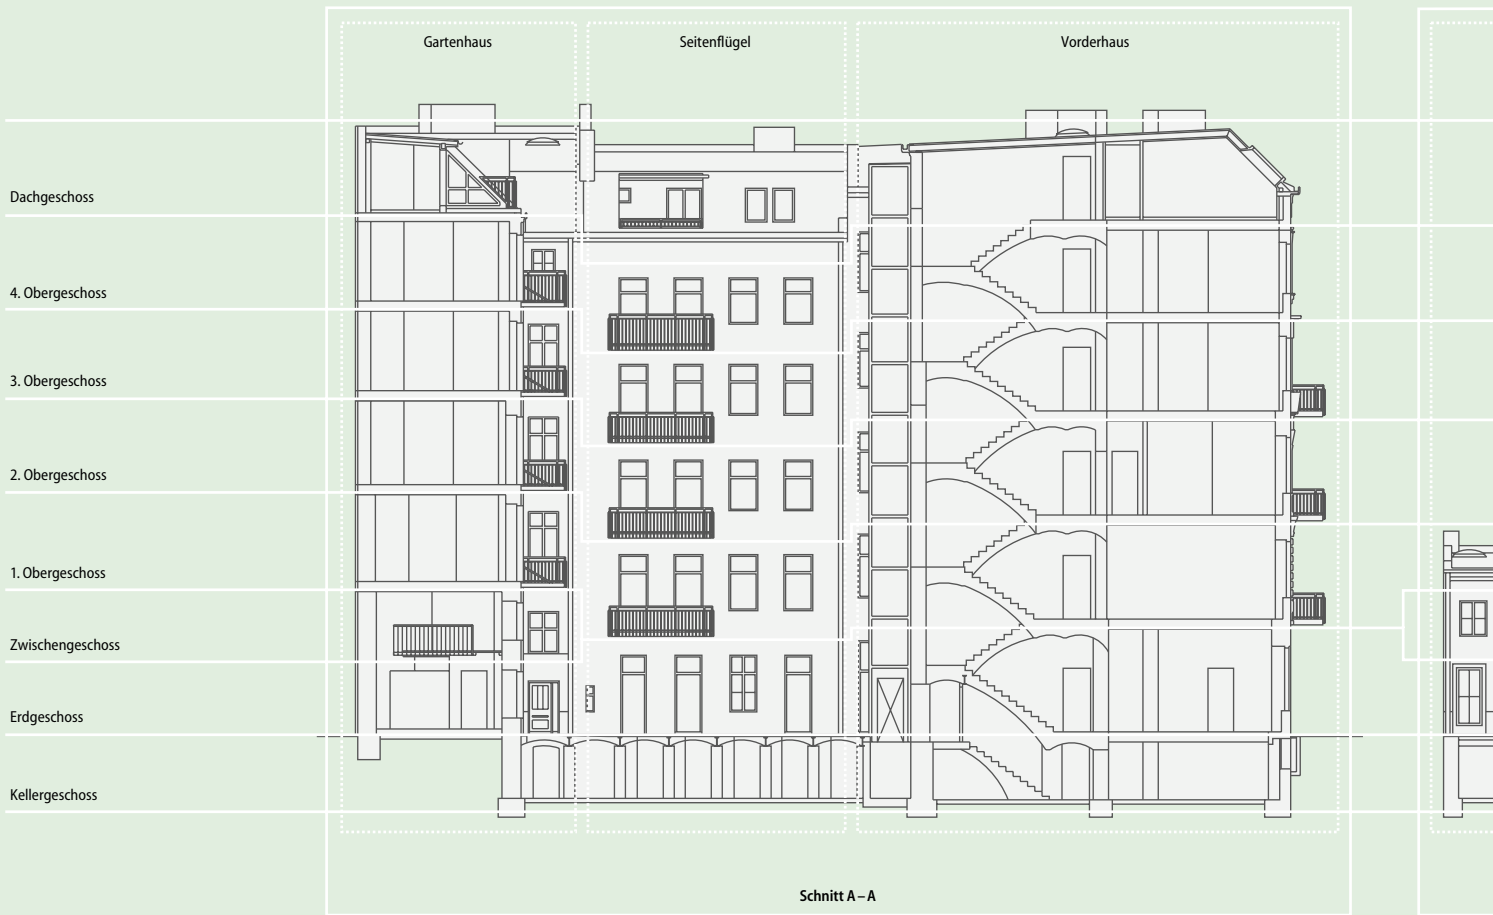 Gartenhaus
Seitenflügel
Vorderhaus
Dachgeschoss
4. Obergeschoss
3. Obergeschoss
2. Obergeschoss
1. Obergeschoss
Zwischengeschoss
Erdgeschoss
Kellergeschoss
Schnitt A – A